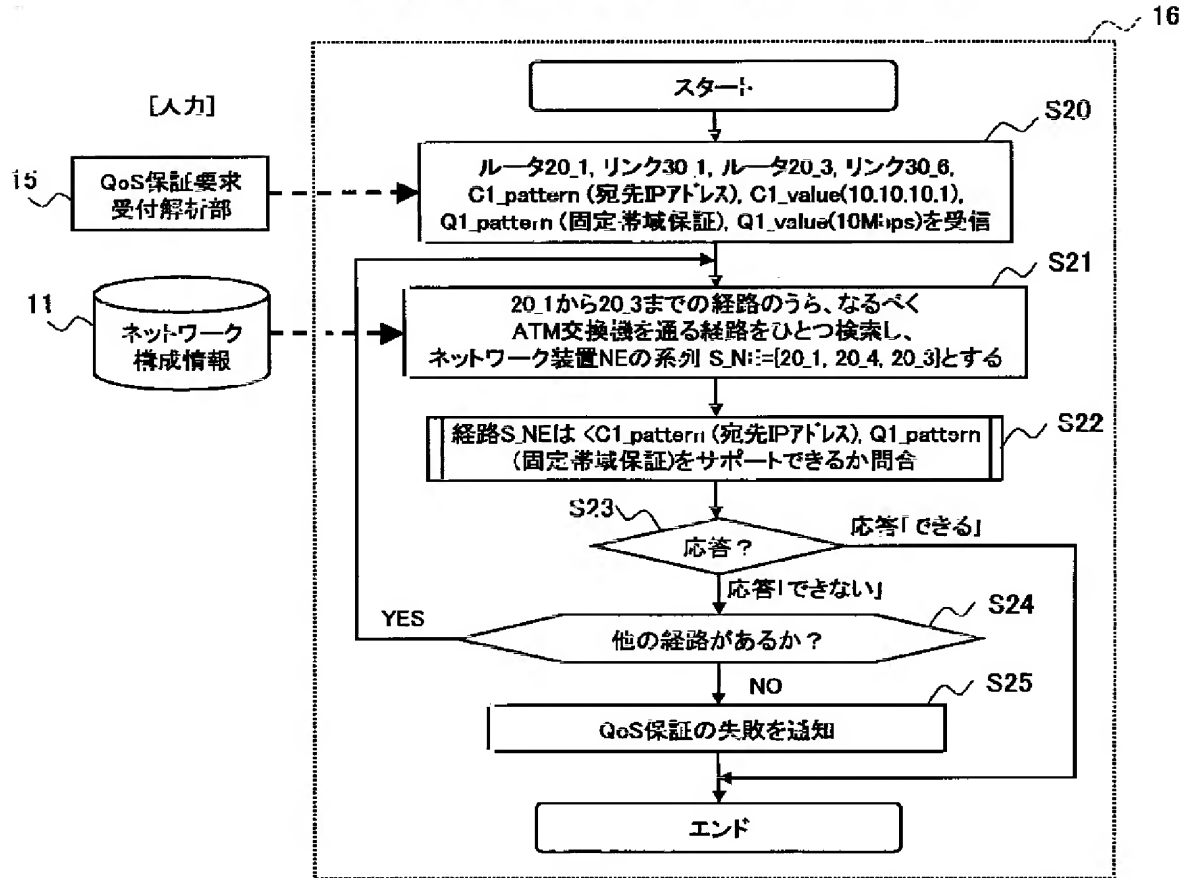 16
スタート
[入力]
S20
15
QoS保証要求
受付解析部
ルータ20_1, リンク30_1, ルータ20_3, リンク30_6,
C1_pattern (宛先IPアドレス), C1_value(10.10.10.1),
Q1_pattern (固定帯域保証), Q1_value(10Mbps)を受信
S21
11
ネットワーク
構成情報
20_1から20_3までの経路のうち、なるべく
ATM交換機を通る経路をひとつ検索し、
ネットワーク装置NEの系列 S_NE=[20_1, 20_4, 20_3]とする
S22
経路S_NEは <C1_pattern (宛先IPアドレス), Q1_pattern
(固定帯域保証)をサポートできるか問合
S23
応答?
応答「できる」
応答「できない」
YES
S24
他の経路があるか?
NO
S25
QoS保証の失敗を通知
エンド